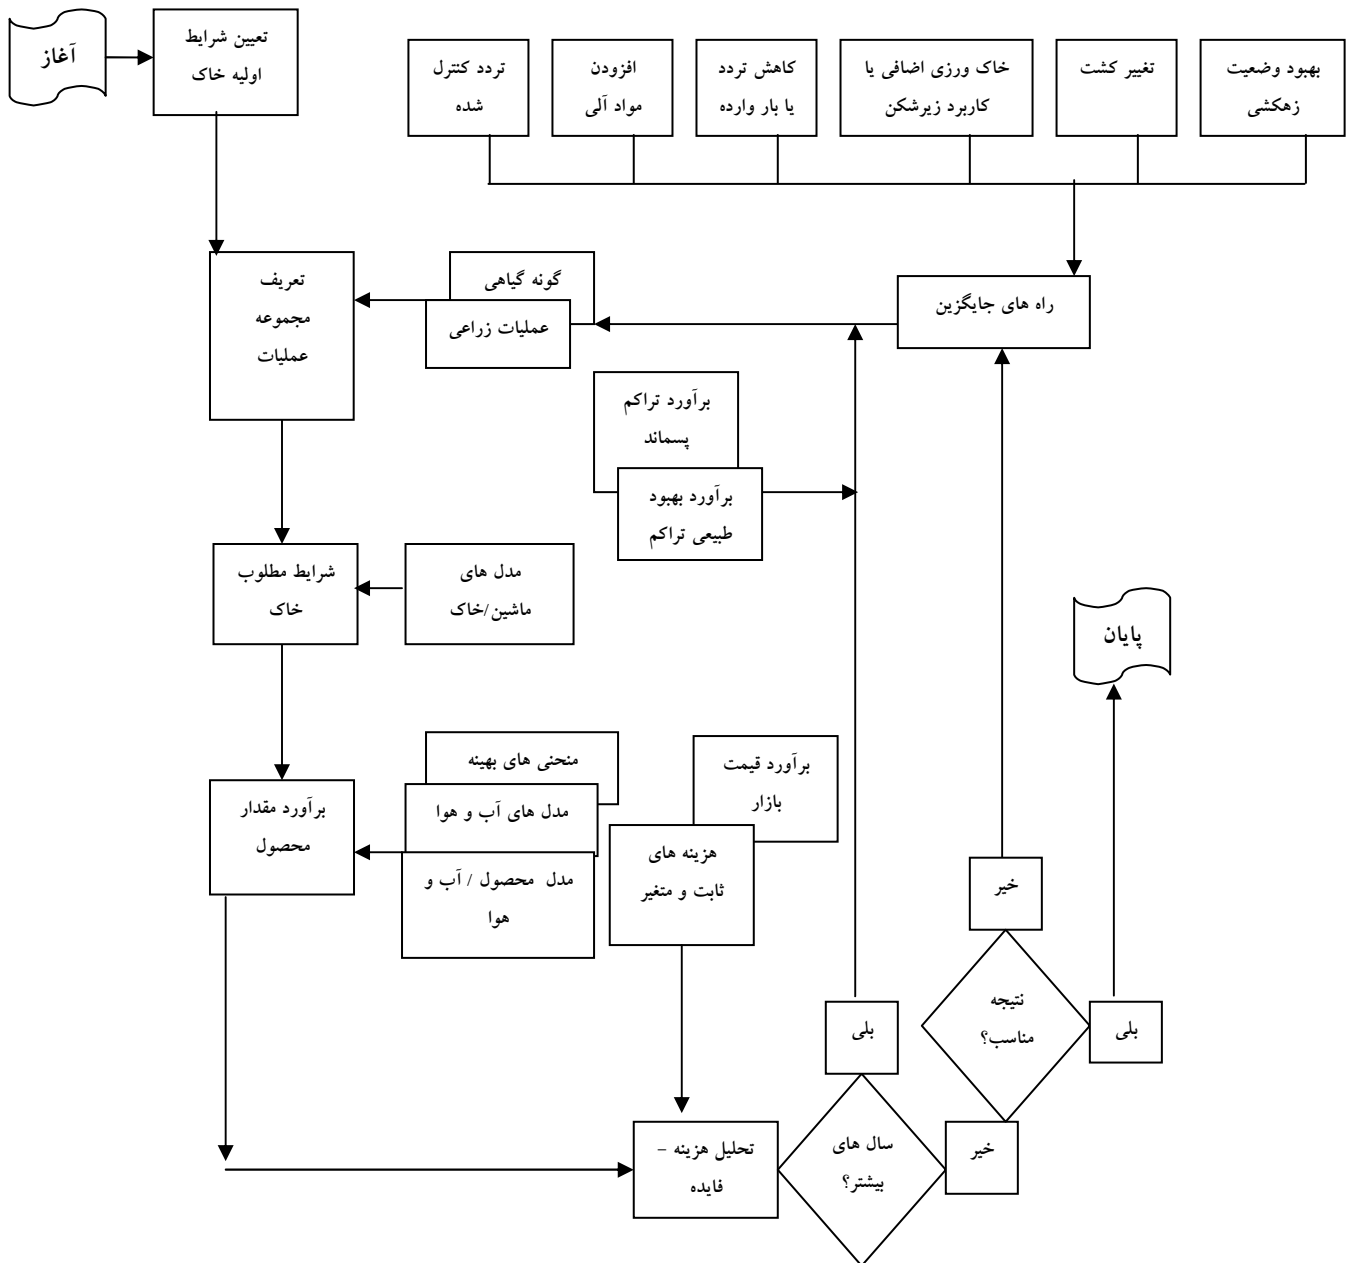 آغاز
تعیین شرایط
اولیه خاک
تردد کنترل
شده
افزودن
مواد آلی
کاهش تردد
یا بار وارده
خاک ورزی اضافی یا
کاربرد زیرشکن
تغییر کشت
بهبود وضعیت
زهکشی
تعریف
مجموعه
عملیات
گونه گیاهی
عملیات زراعی
راه های جایگزین
برآورد تراکم
پسماند
برآورد بهبود
طبیعی تراکم
شرایط مطلوب
خاک
مدل های
ماشین/خاک
پایان
برآورد مقدار
محصول
منحنی های بهینه
مدل های آب و هوا
مدل محصول / آب و
هوا
برآورد قیمت
بازار
هزینه های
ثابت و متغیر
خیر
نتیجه
مناسب؟
بلی
بلی
تحلیل هزینه –
فایده
سال های
بیشتر؟
خیر